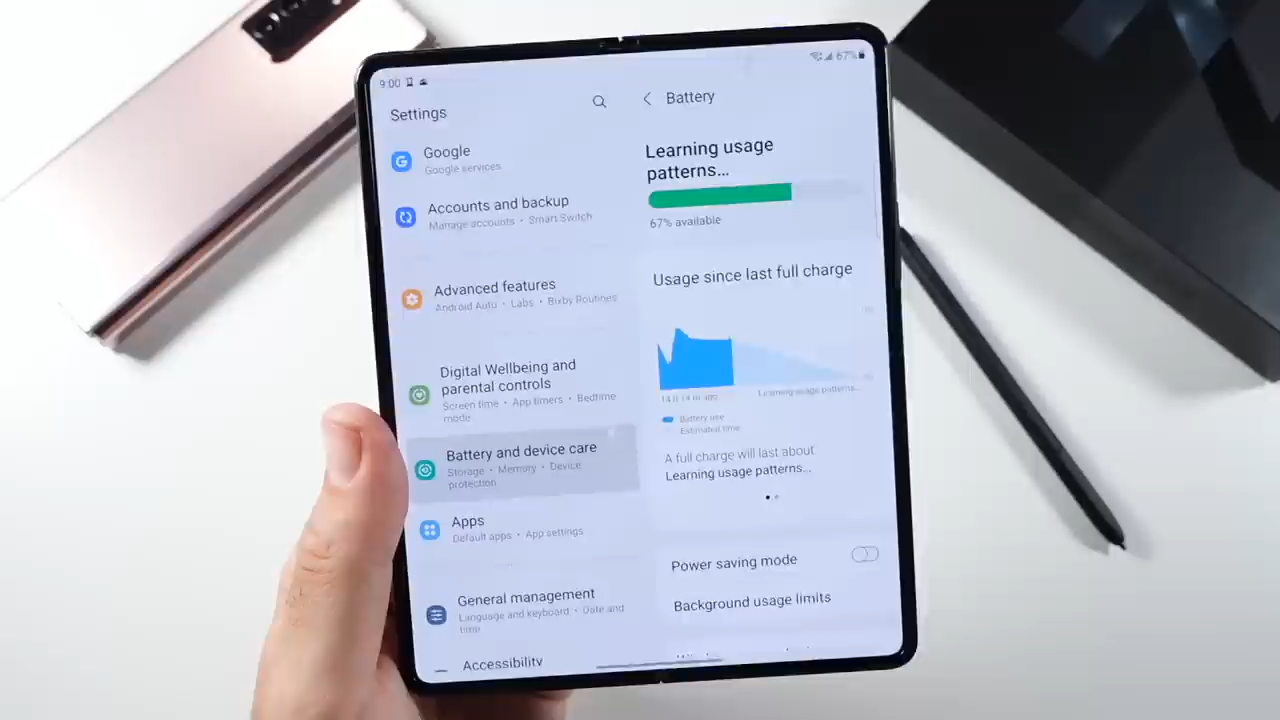 9:00
67%
Settings
Google
Google services
Accounts and backup
Manage accounts • Smart Switch
Advanced features
Android Auto • Labs • Bixby Routines
Digital Wellbeing and
parental controls
Screen time • App timers • Bedtime
mode
Battery and device care
Storage • Memory • Device
protection
Apps
Default apps • App settings
General management
Language and keyboard • Date and
time
Accessibility
Battery
Learning usage
patterns...
67% available
Usage since last full charge
Learning usage patterns...
Battery use
Estimated time
A full charge will last about
Learning usage patterns...
Power saving mode
Background usage limits